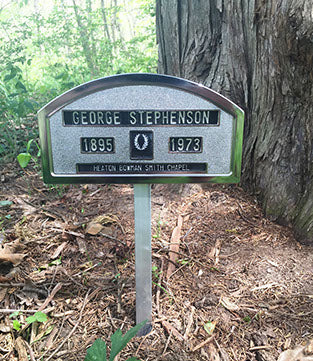 GEORGE STEPHENSON
1895 1973
HEATON BOWMAN SMITH CHAPEL